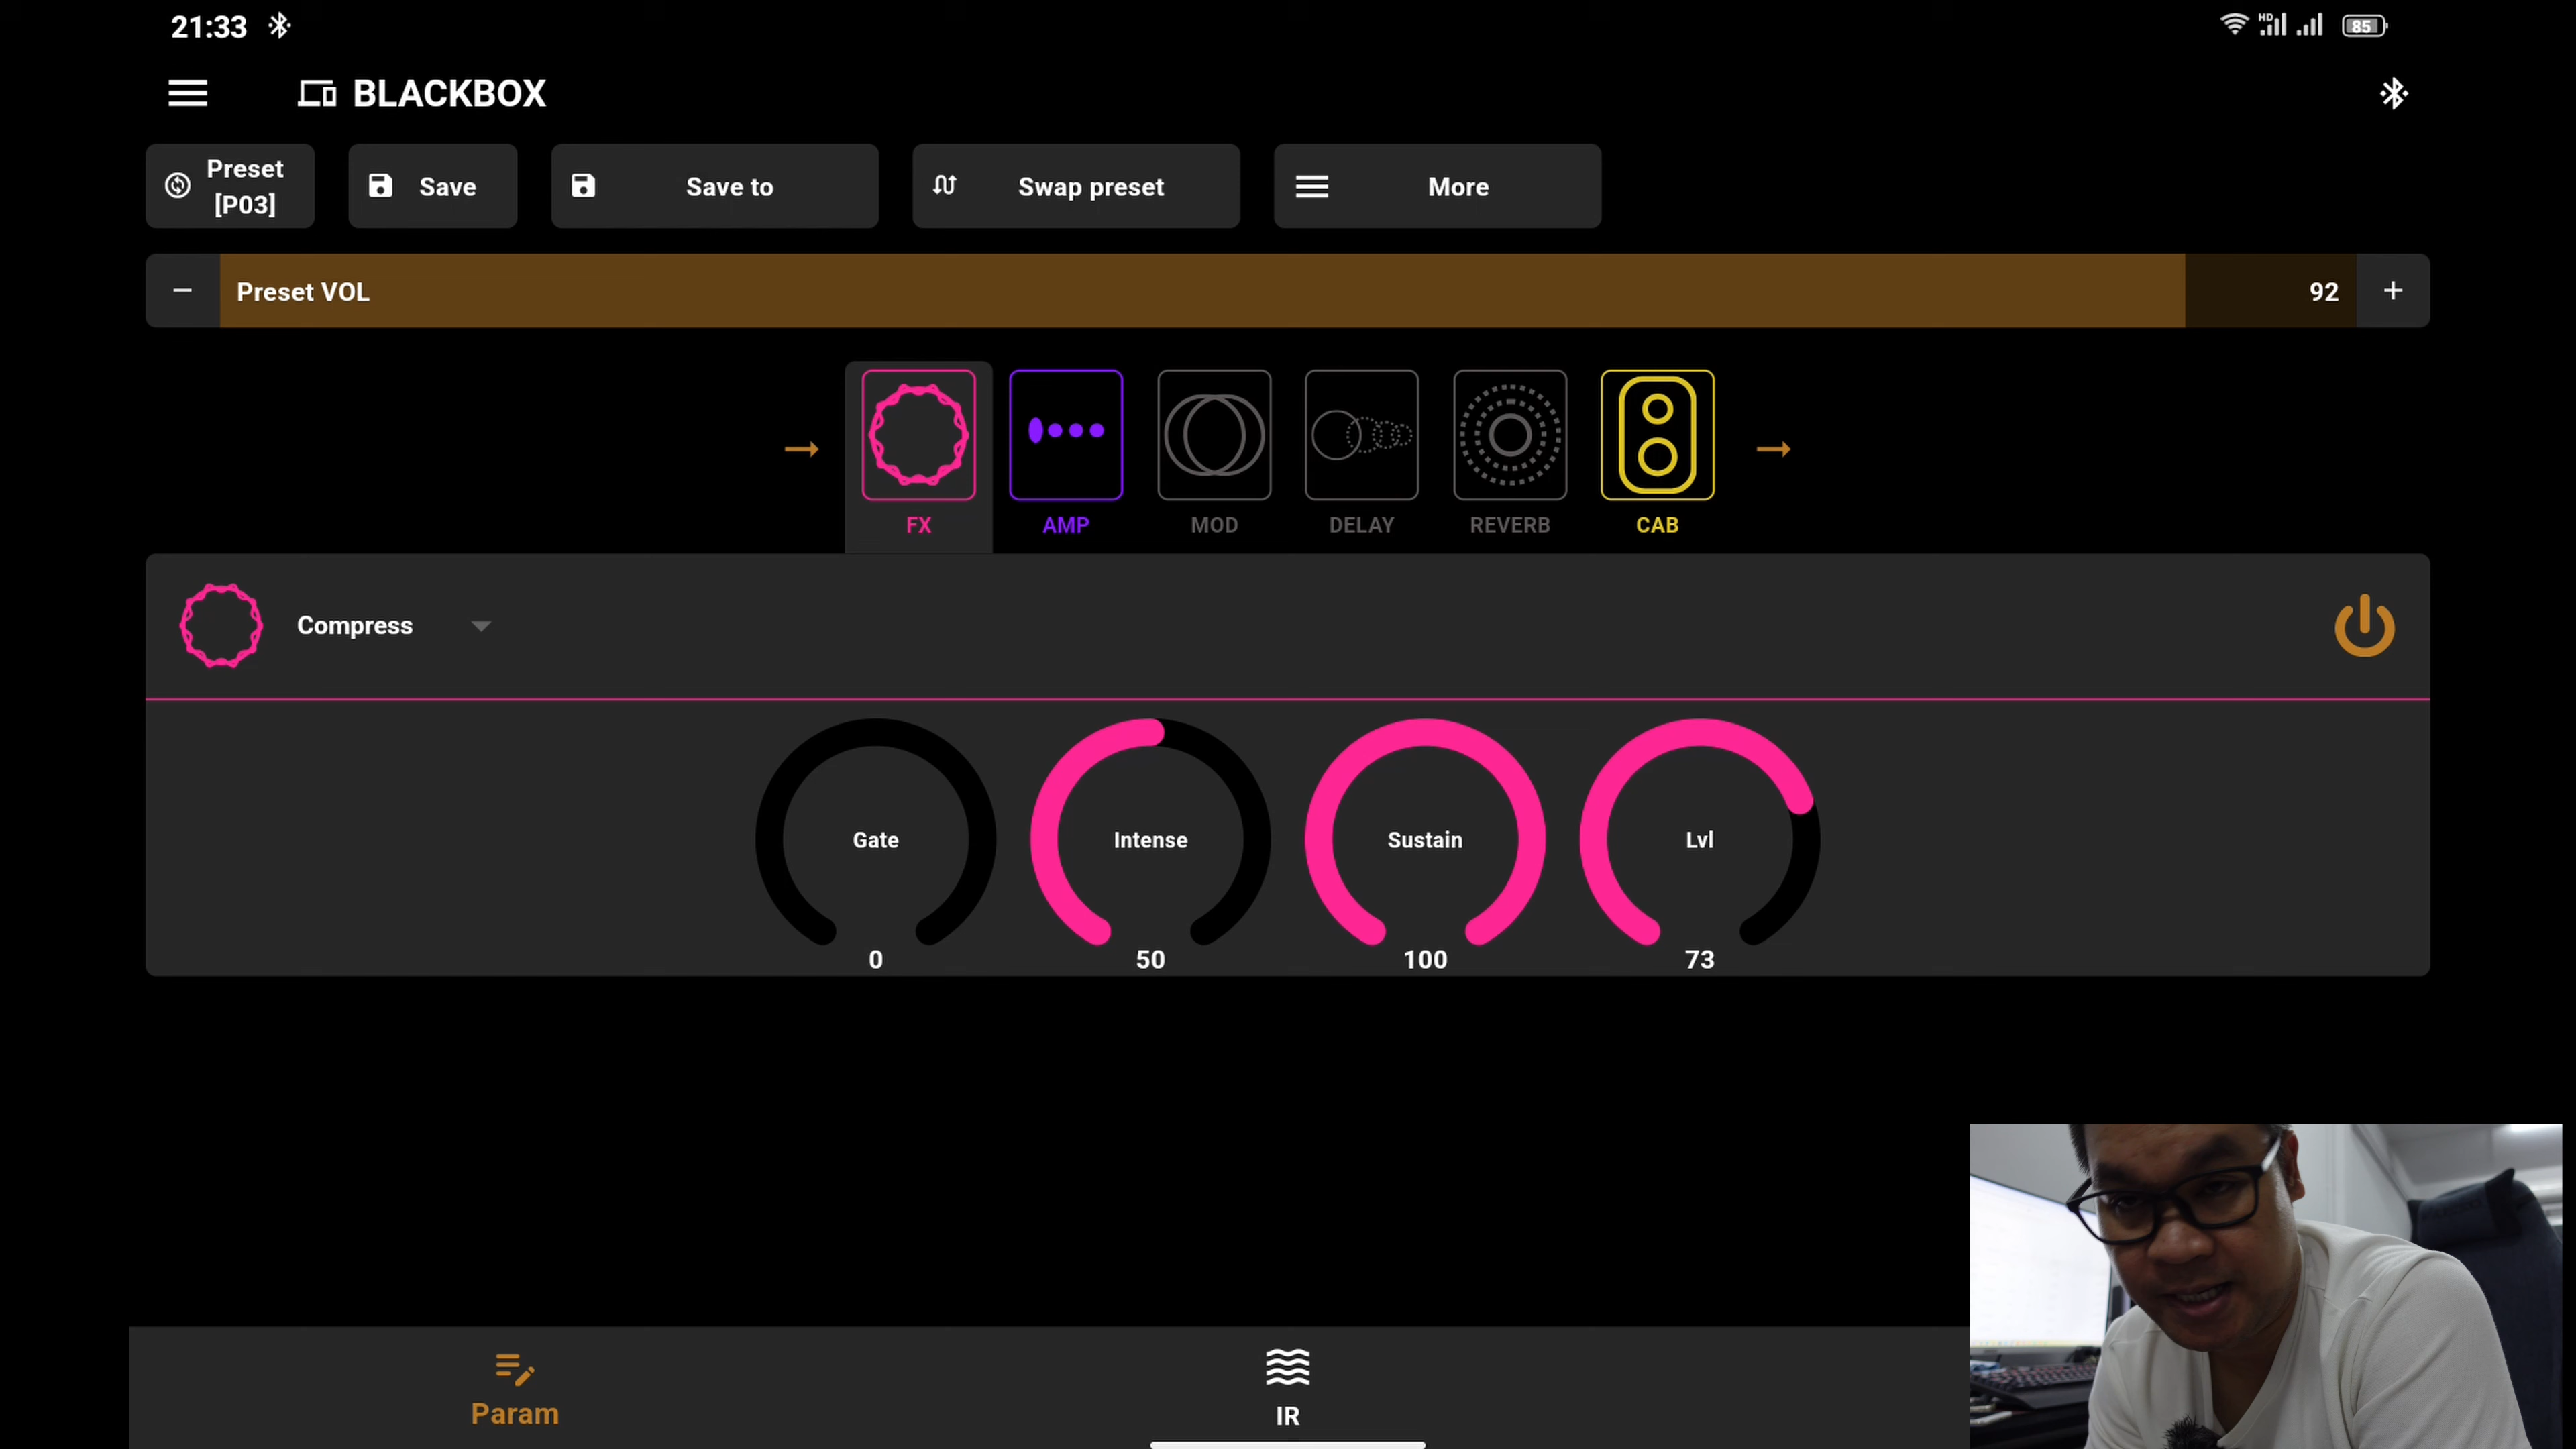 21:33
HD
85
BLACKBOX
Preset
[P03]
Save
Save to
Swap preset
More
Preset VOL
92
FX
AMP
MOD
DELAY
REVERB
CAB
Compress
Gate
Intense
Sustain
Lvl
0
50
100
73
Param
IR